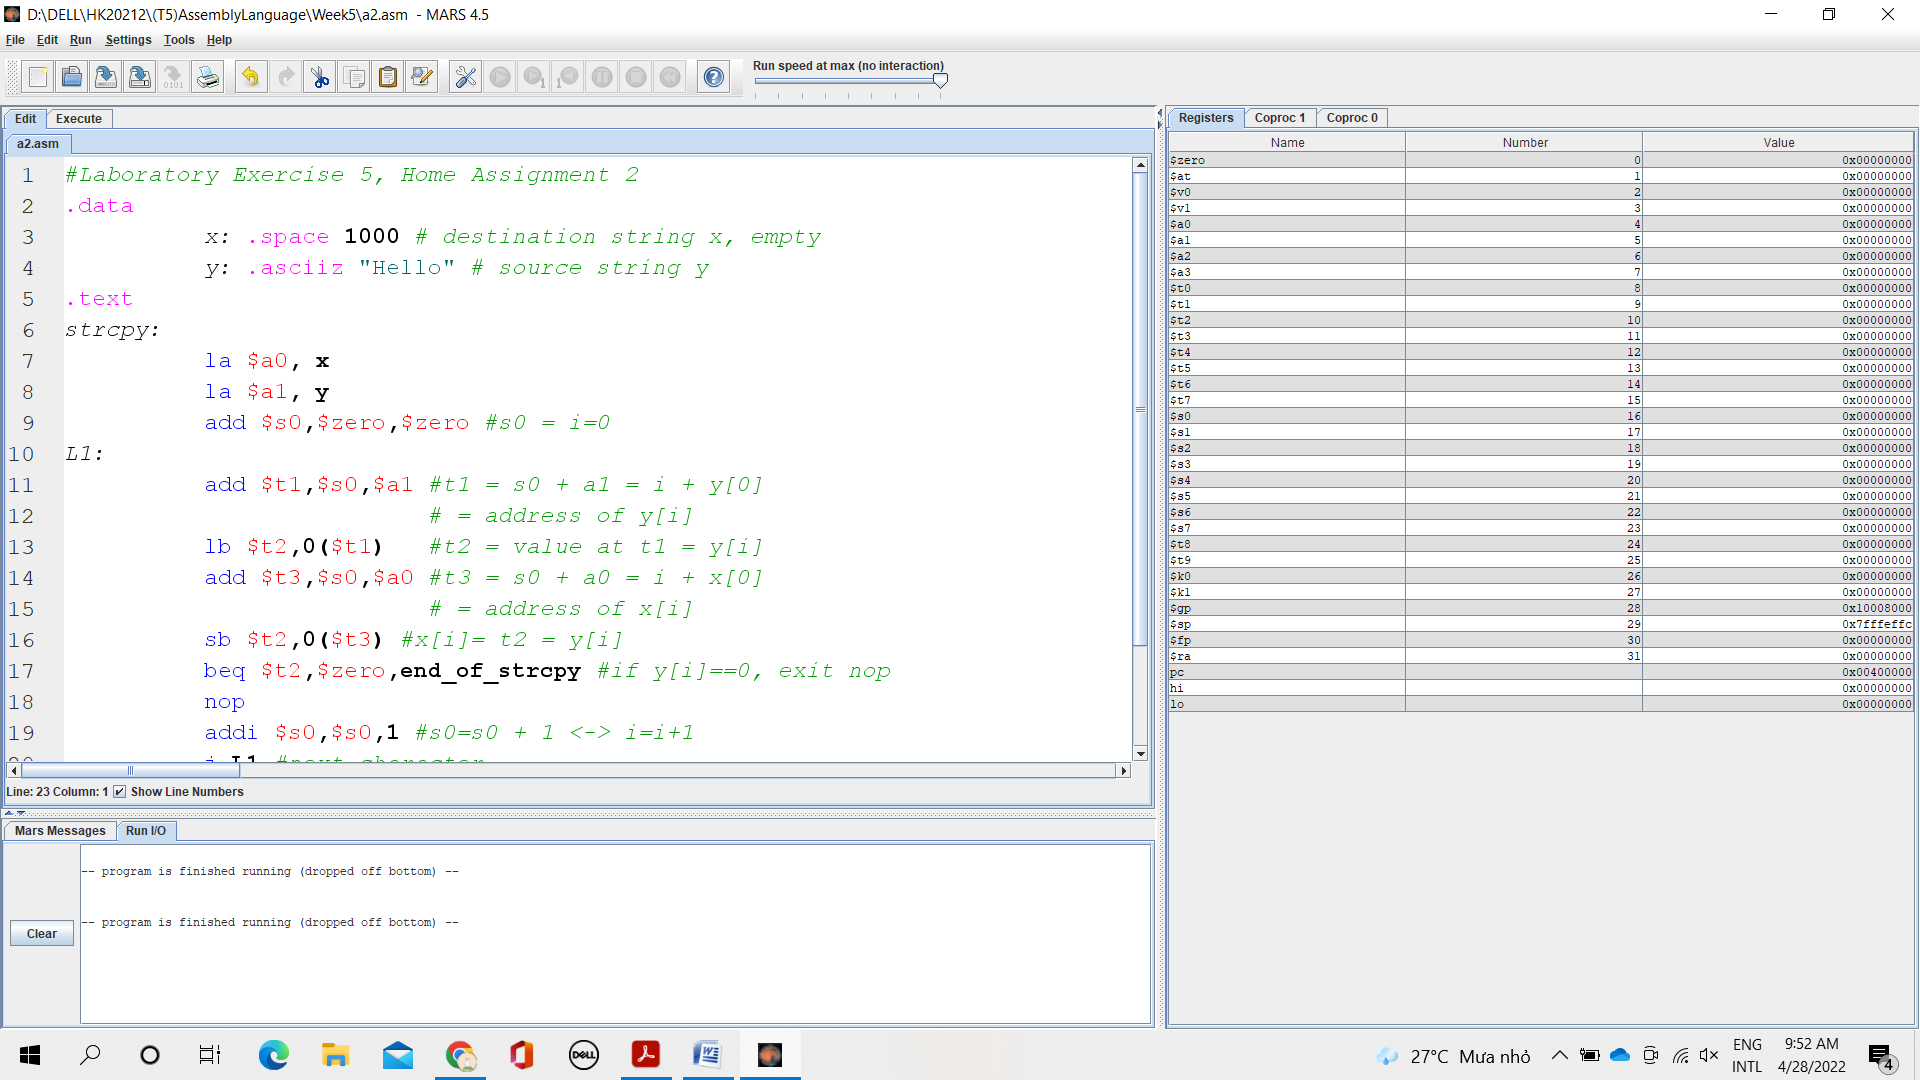 D:\DELL\HK20212\(T5)AssemblyLanguage\Week5\a2.asm - MARS 4.5
File Edit Run Settings Tools Help
Run speed at max (no interaction)
Edit Execute
a2.asm
1 #Laboratory Exercise 5, Home Assignment 2
2 .data
3 x: .space 1000 # destination string x, empty
4 y: .asciiz "Hello" # source string y
5 .text
6 strcpy:
7 la $a0, x
8 la $a1, y
9 add $s0,$zero,$zero #s0 = i=0
10 L1:
11 add $t1,$s0,$a1 #t1 = s0 + a1 = i + y[0]
12 # = address of y[i]
13 lb $t2,0($t1) #t2 = value at t1 = y[i]
14 add $t3,$s0,$a0 #t3 = s0 + a0 = i + x[0]
15 # = address of x[i]
16 sb $t2,0($t3) #x[i]= t2 = y[i]
17 beq $t2,$zero,end_of_strcpy #if y[i]==0, exit nop
18 nop
19 addi $s0,$s0,1 #s0=s0 + 1 <-> i=i+1
Line: 23 Column: 1 Show Line Numbers
Mars Messages Run I/O
-- program is finished running (dropped off bottom) --
-- program is finished running (dropped off bottom) --
Clear
Registers Coproc 1 Coproc 0
Name Number Value
$zero 0 0x00000000
$at 1 0x00000000
$v0 2 0x00000000
$v1 3 0x00000000
$a0 4 0x00000000
$a1 5 0x00000000
$a2 6 0x00000000
$a3 7 0x00000000
$t0 8 0x00000000
$t1 9 0x00000000
$t2 10 0x00000000
$t3 11 0x00000000
$t4 12 0x00000000
$t5 13 0x00000000
$t6 14 0x00000000
$t7 15 0x00000000
$s0 16 0x00000000
$s1 17 0x00000000
$s2 18 0x00000000
$s3 19 0x00000000
$s4 20 0x00000000
$s5 21 0x00000000
$s6 22 0x00000000
$s7 23 0x00000000
$t8 24 0x00000000
$t9 25 0x00000000
$k0 26 0x00000000
$k1 27 0x00000000
$gp 28 0x10008000
$sp 29 0x7fffeffc
$fp 30 0x00000000
$ra 31 0x00000000
pc 0x00400000
hi 0x00000000
lo 0x00000000
DELL
27°C Mưa nhỏ
ENG
INTL
9:52 AM
4/28/2022
4